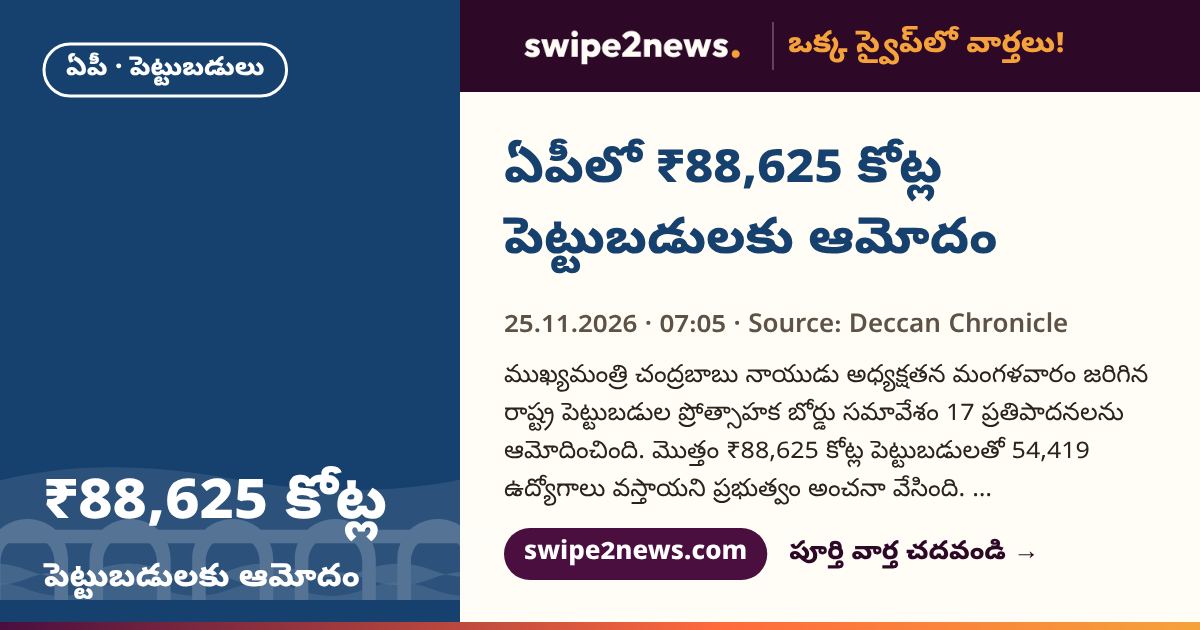 ఏపీ · పెట్టుబడులు
₹88,625 కోట్ల
పెట్టుబడులకు ఆమోదం
swipe2news.
ఒక్క స్వైప్‌లో వార్తలు!
ఏపీలో ₹88,625 కోట్ల
పెట్టుబడులకు ఆమోదం
25.11.2026 · 07:05 · Source: Deccan Chronicle
ముఖ్యమంత్రి చంద్రబాబు నాయుడు అధ్యక్షతన మంగళవారం జరిగిన
రాష్ట్ర పెట్టుబడుల ప్రోత్సాహక బోర్డు సమావేశం 17 ప్రతిపాదనలను
ఆమోదించింది. మొత్తం ₹88,625 కోట్ల పెట్టుబడులతో 54,419
ఉద్యోగాలు వస్తాయని ప్రభుత్వం అంచనా వేసింది. ...
swipe2news.com
పూర్తి వార్త చదవండి →